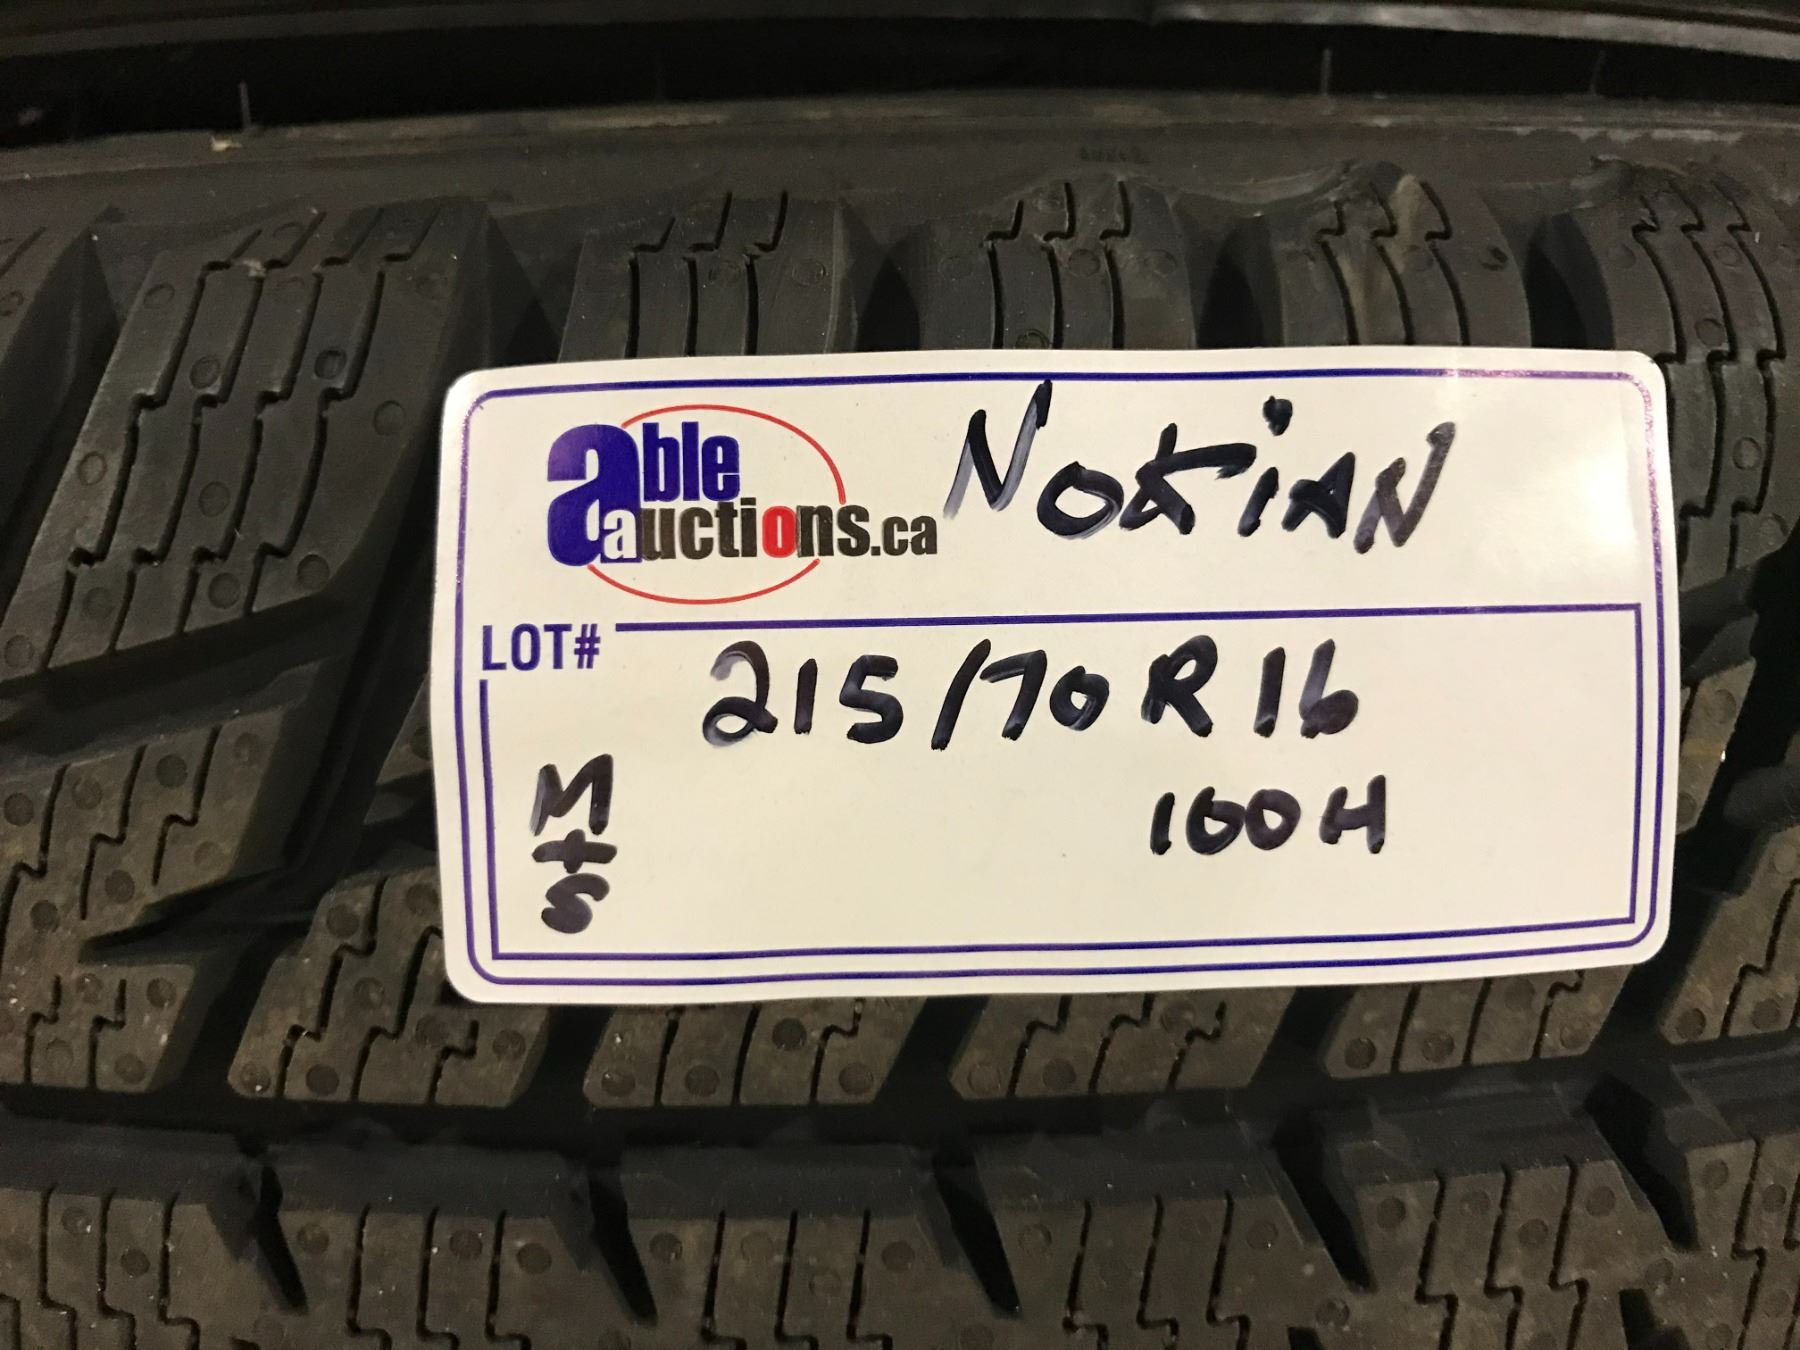 able
auctions.ca
NOKiAN
LOT#
215/70R16
100H
M+S